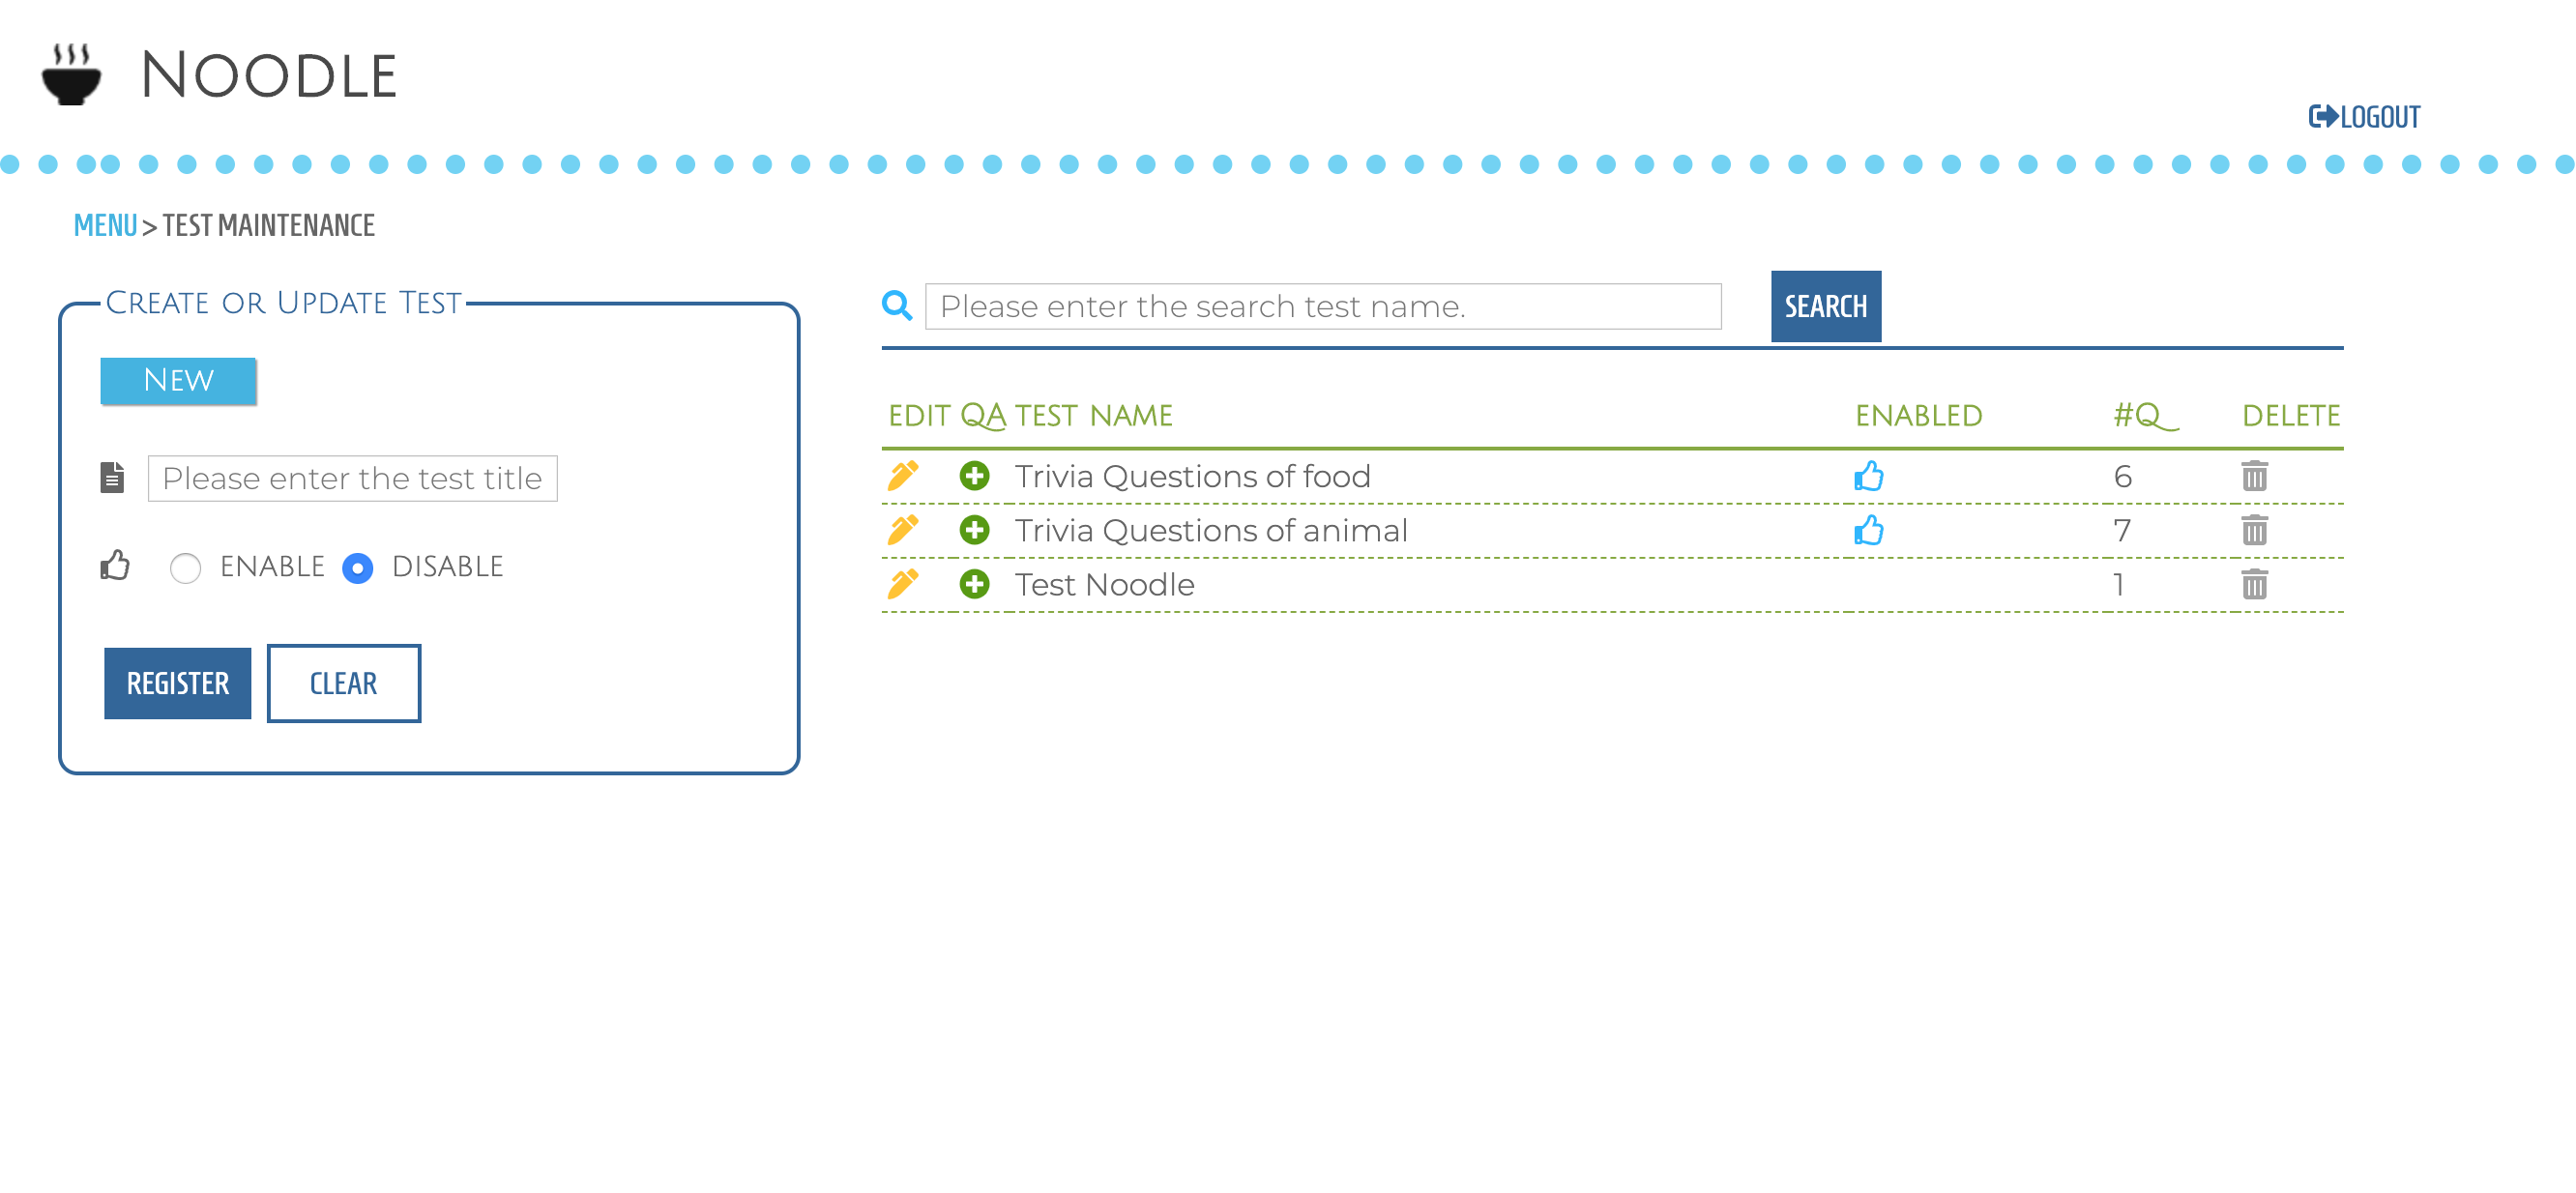 Noodle
LOGOUT
MENU > TEST MAINTENANCE
Create or Update Test
New
Please enter the test title
ENABLE DISABLE
REGISTER CLEAR
Please enter the search test name. SEARCH
EDIT QA TEST NAME ENABLED #Q DELETE
Trivia Questions of food 6
Trivia Questions of animal 7
Test Noodle 1